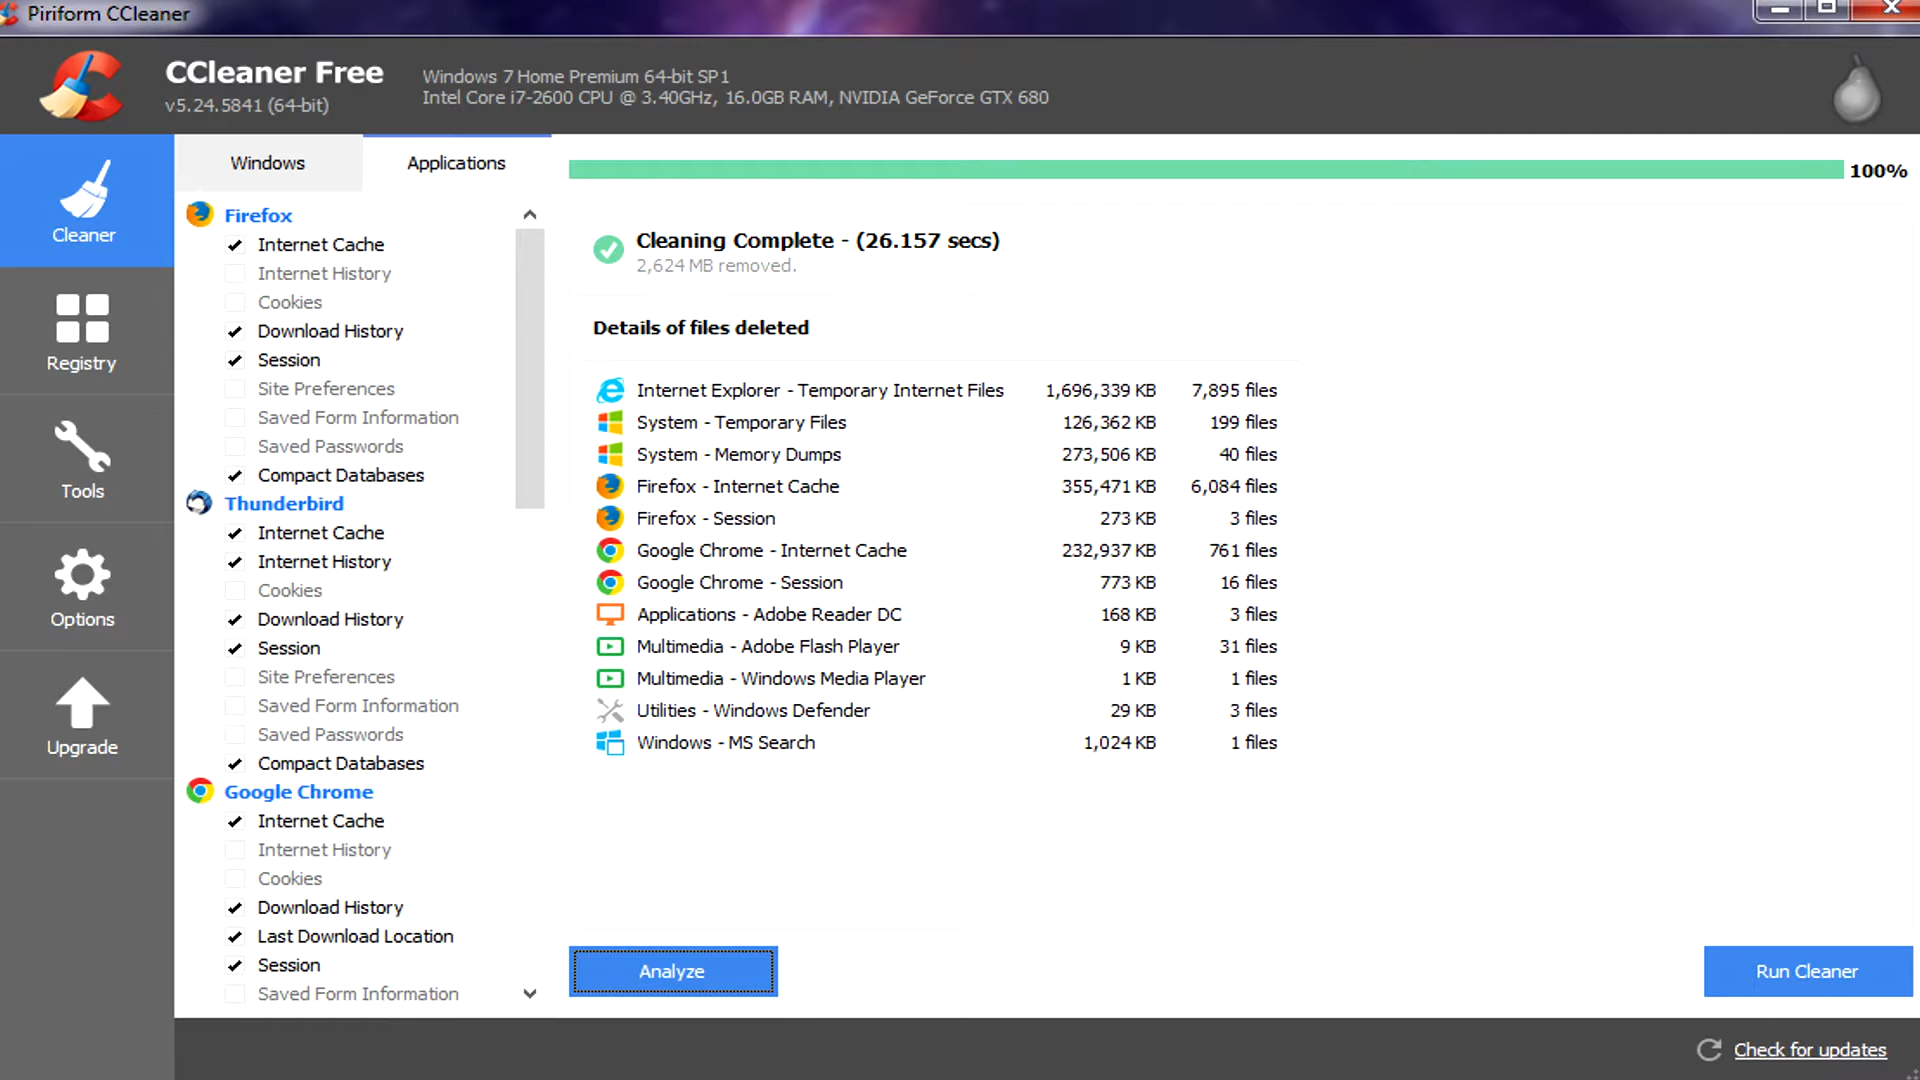 Piriform CCleaner
CCleaner Free
v5.24.5841 (64-bit)
Windows 7 Home Premium 64-bit SP1
Intel Core i7-2600 CPU @ 3.40GHz, 16.0GB RAM, NVIDIA GeForce GTX 680
Cleaner
Registry
Tools
Options
Upgrade
Windows
Applications
Firefox
Internet Cache
Internet History
Cookies
Download History
Session
Site Preferences
Saved Form Information
Saved Passwords
Compact Databases
Thunderbird
Internet Cache
Internet History
Cookies
Download History
Session
Site Preferences
Saved Form Information
Saved Passwords
Compact Databases
Google Chrome
Internet Cache
Internet History
Cookies
Download History
Last Download Location
Session
Saved Form Information
100%
Cleaning Complete - (26.157 secs)
2,624 MB removed.
Details of files deleted
Internet Explorer - Temporary Internet Files 1,696,339 KB 7,895 files
System - Temporary Files 126,362 KB 199 files
System - Memory Dumps 273,506 KB 40 files
Firefox - Internet Cache 355,471 KB 6,084 files
Firefox - Session 273 KB 3 files
Google Chrome - Internet Cache 232,937 KB 761 files
Google Chrome - Session 773 KB 16 files
Applications - Adobe Reader DC 168 KB 3 files
Multimedia - Adobe Flash Player 9 KB 31 files
Multimedia - Windows Media Player 1 KB 1 files
Utilities - Windows Defender 29 KB 3 files
Windows - MS Search 1,024 KB 1 files
Analyze
Run Cleaner
Check for updates